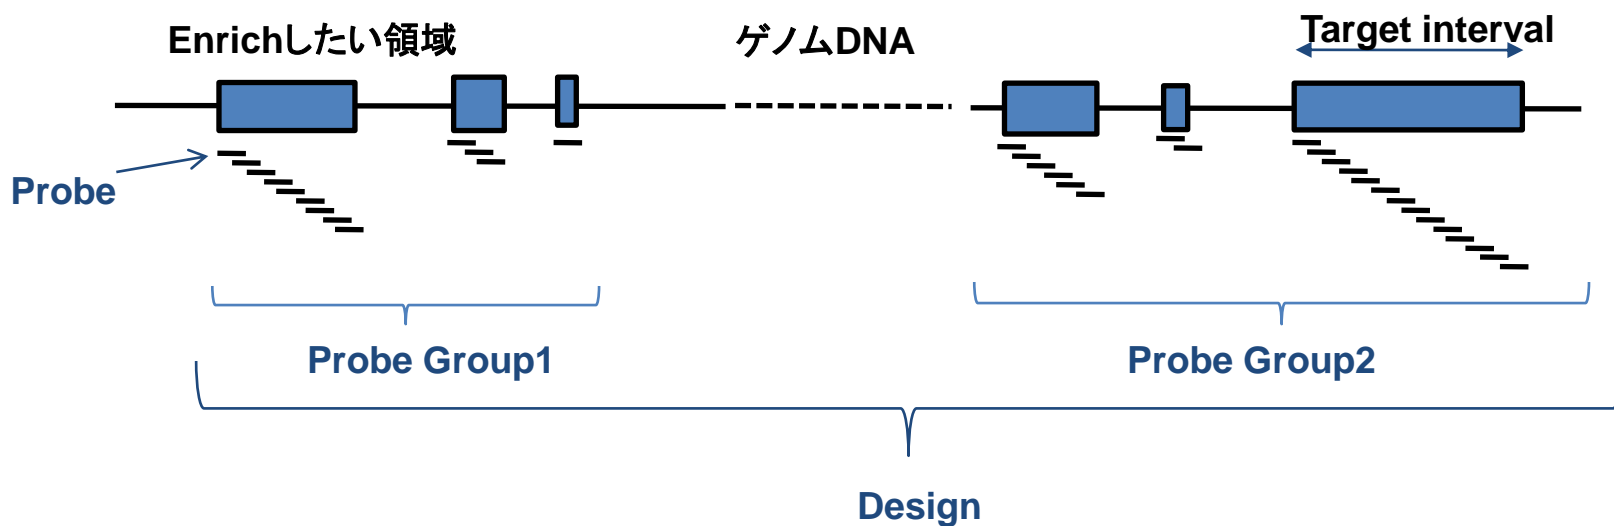 Enrichしたい領域
ゲノムDNA
Target interval
Probe
Probe Group1
Probe Group2
Design